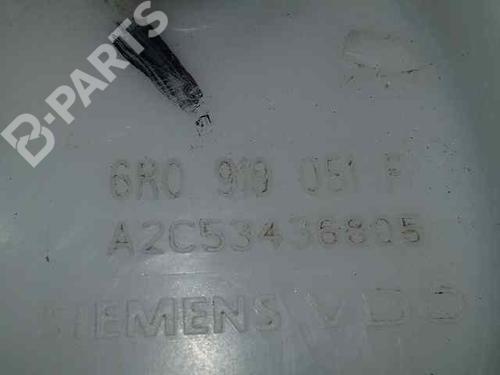 B-PARTS
6R0 919 051 F
A2C53436805
SIEMENS VDO